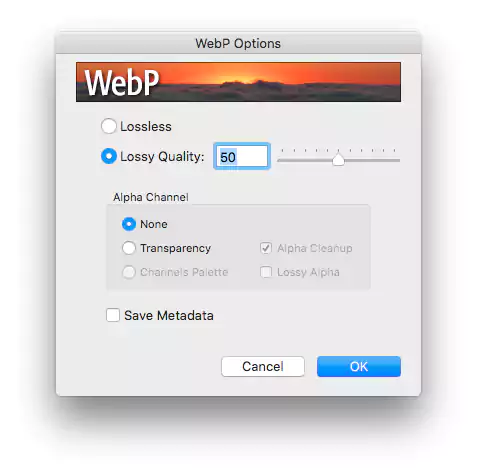 WebP Options
WebP
Lossless
Lossy Quality: 50
Alpha Channel
None
Transparency Alpha Cleanup
Channels Palette Lossy Alpha
Save Metadata
Cancel OK